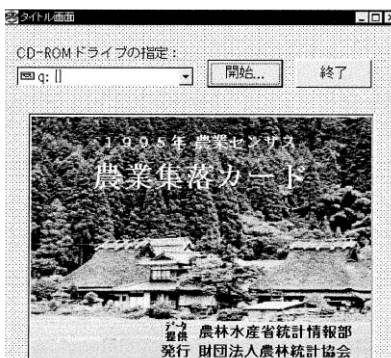 タイトル画面
CD-ROMドライブの指定:
q: []
開始...
終了
1995年 農業センサス
農業集落カード
データ提供 農林水産省統計情報部
発行 財団法人農林統計協会